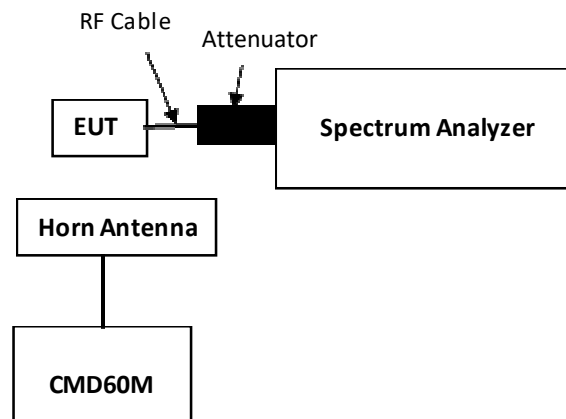 RF Cable
Attenuator
EUT
Spectrum Analyzer
Horn Antenna
CMD60M